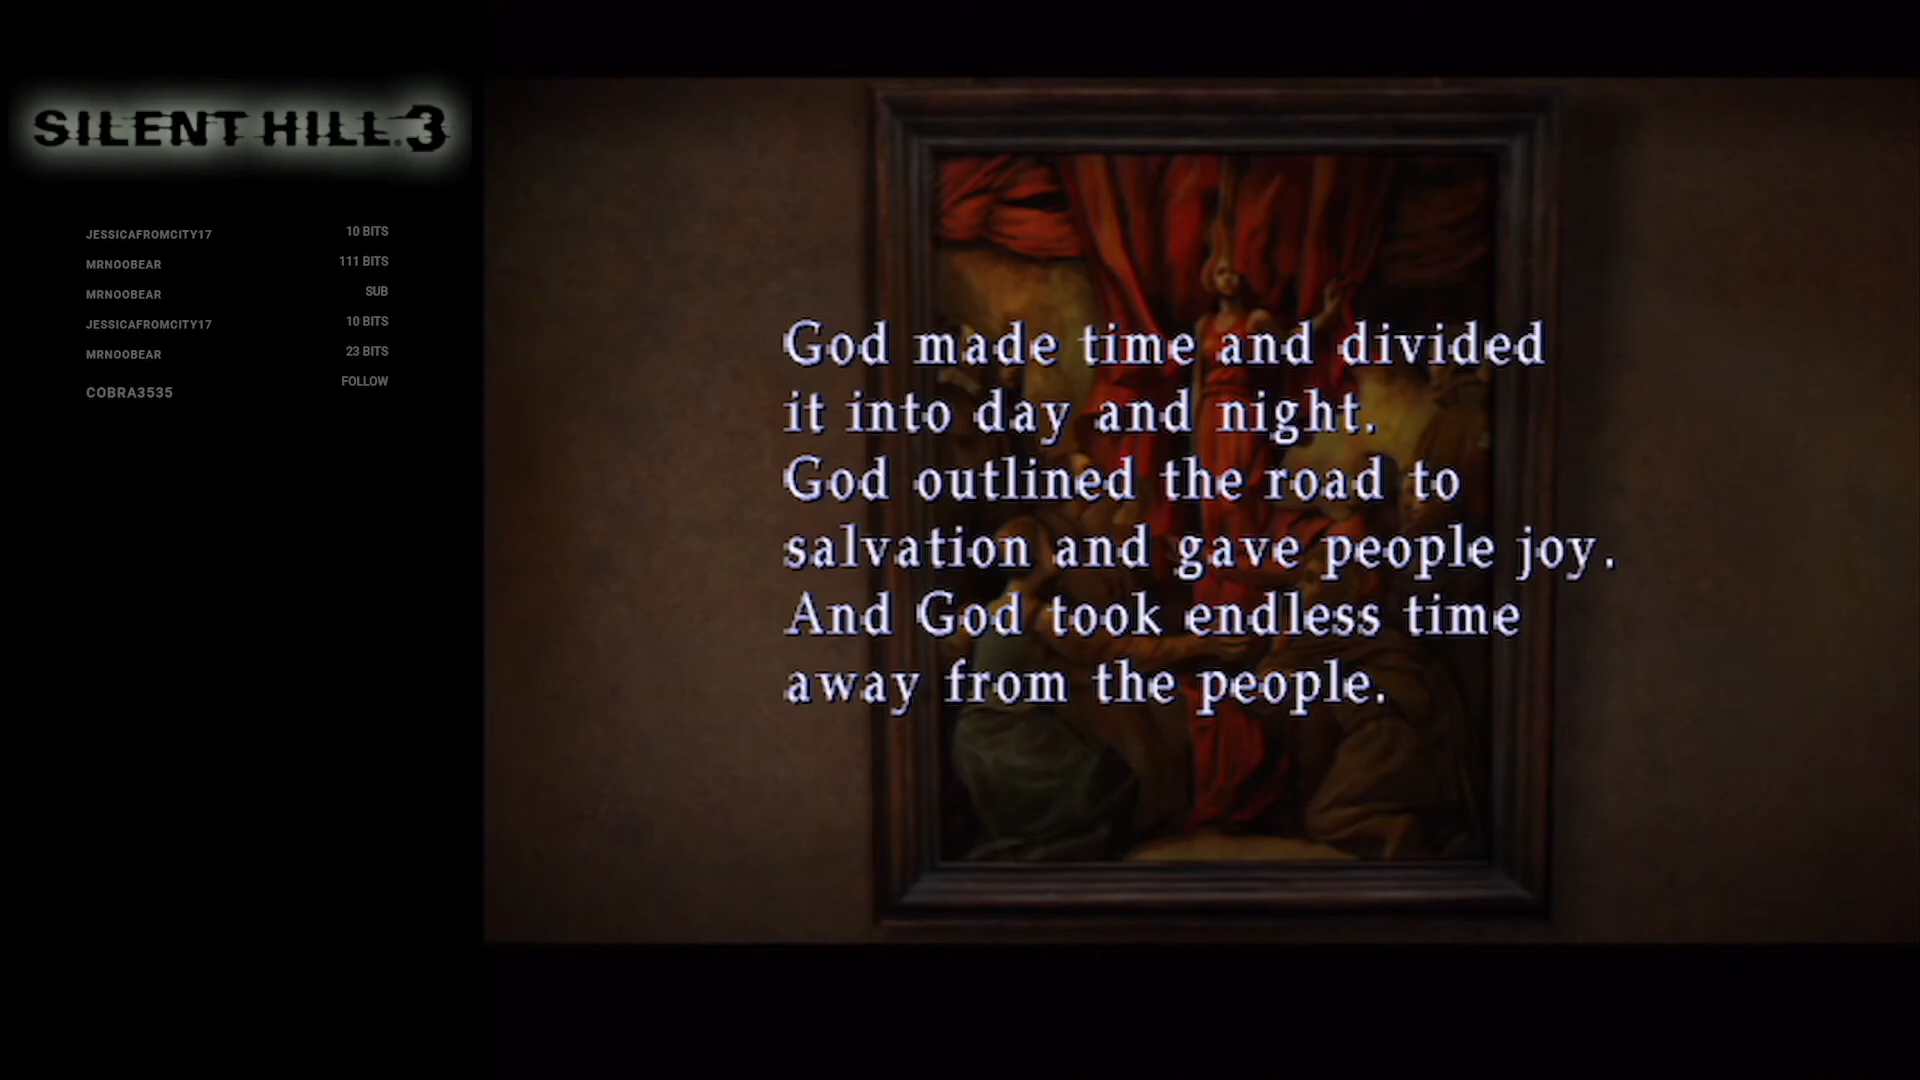 SILENT HILL 3
JESSICAFROMCITY17 10 BITS
MRNOOBEAR 111 BITS
MRNOOBEAR SUB
JESSICAFROMCITY17 10 BITS
MRNOOBEAR 23 BITS
COBRA3535 FOLLOW
God made time and divided
it into day and night.
God outlined the road to
salvation and gave people joy.
And God took endless time
away from the people.